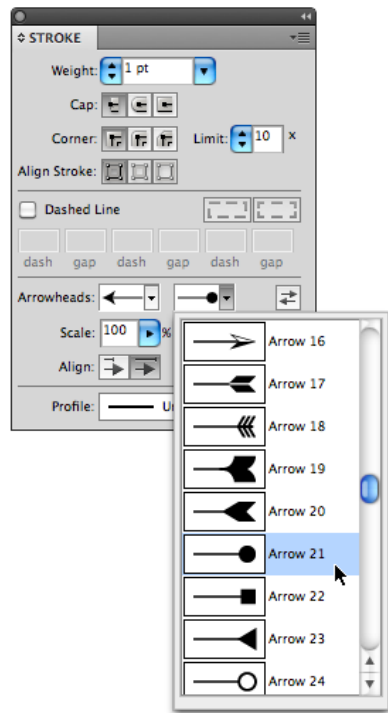 STROKE
Weight: 1 pt
Cap:
Corner: Limit: 10 x
Align Stroke:
Dashed Line
dash gap dash gap dash gap
Arrowheads:
Scale: 100 %
Align:
Profile:
Arrow 16
Arrow 17
Arrow 18
Arrow 19
Arrow 20
Arrow 21
Arrow 22
Arrow 23
Arrow 24